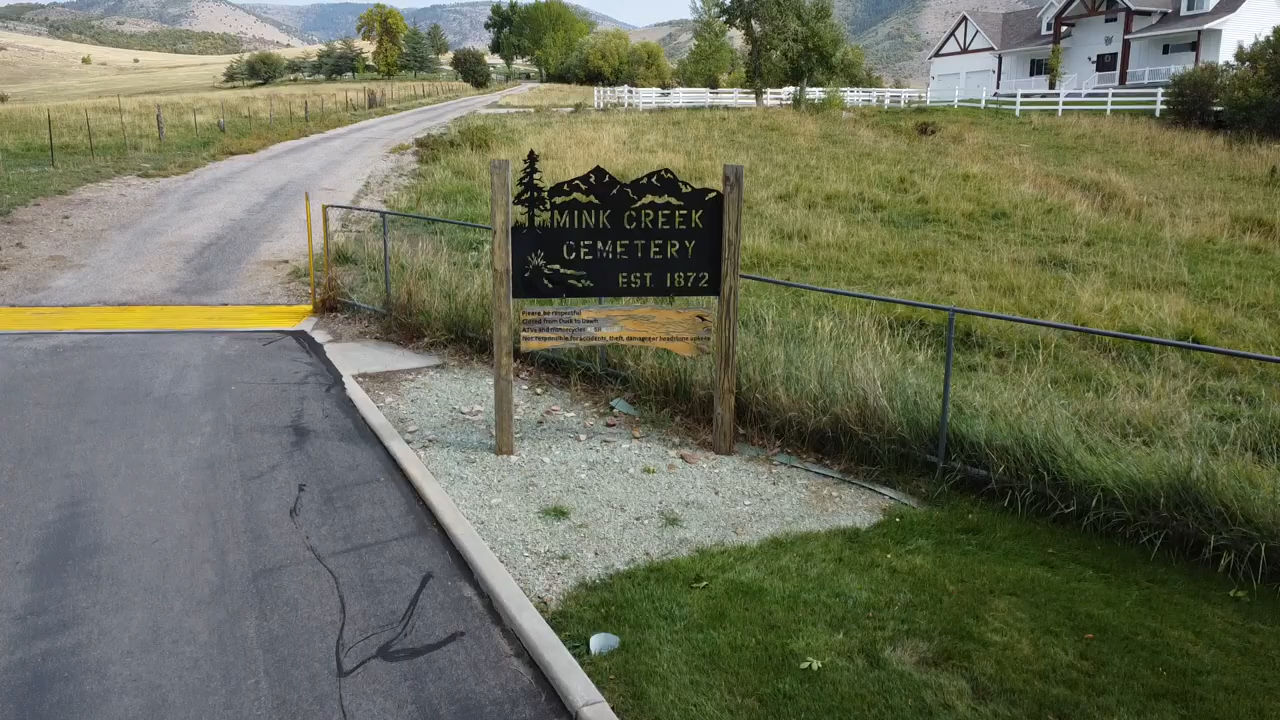 MINK CREEK
CEMETERY
EST. 1872
Please be respectful
Closed from Dusk to Dawn
ATVs and motorcycles
Not responsible for accidents, theft, damage or headstone upkeep